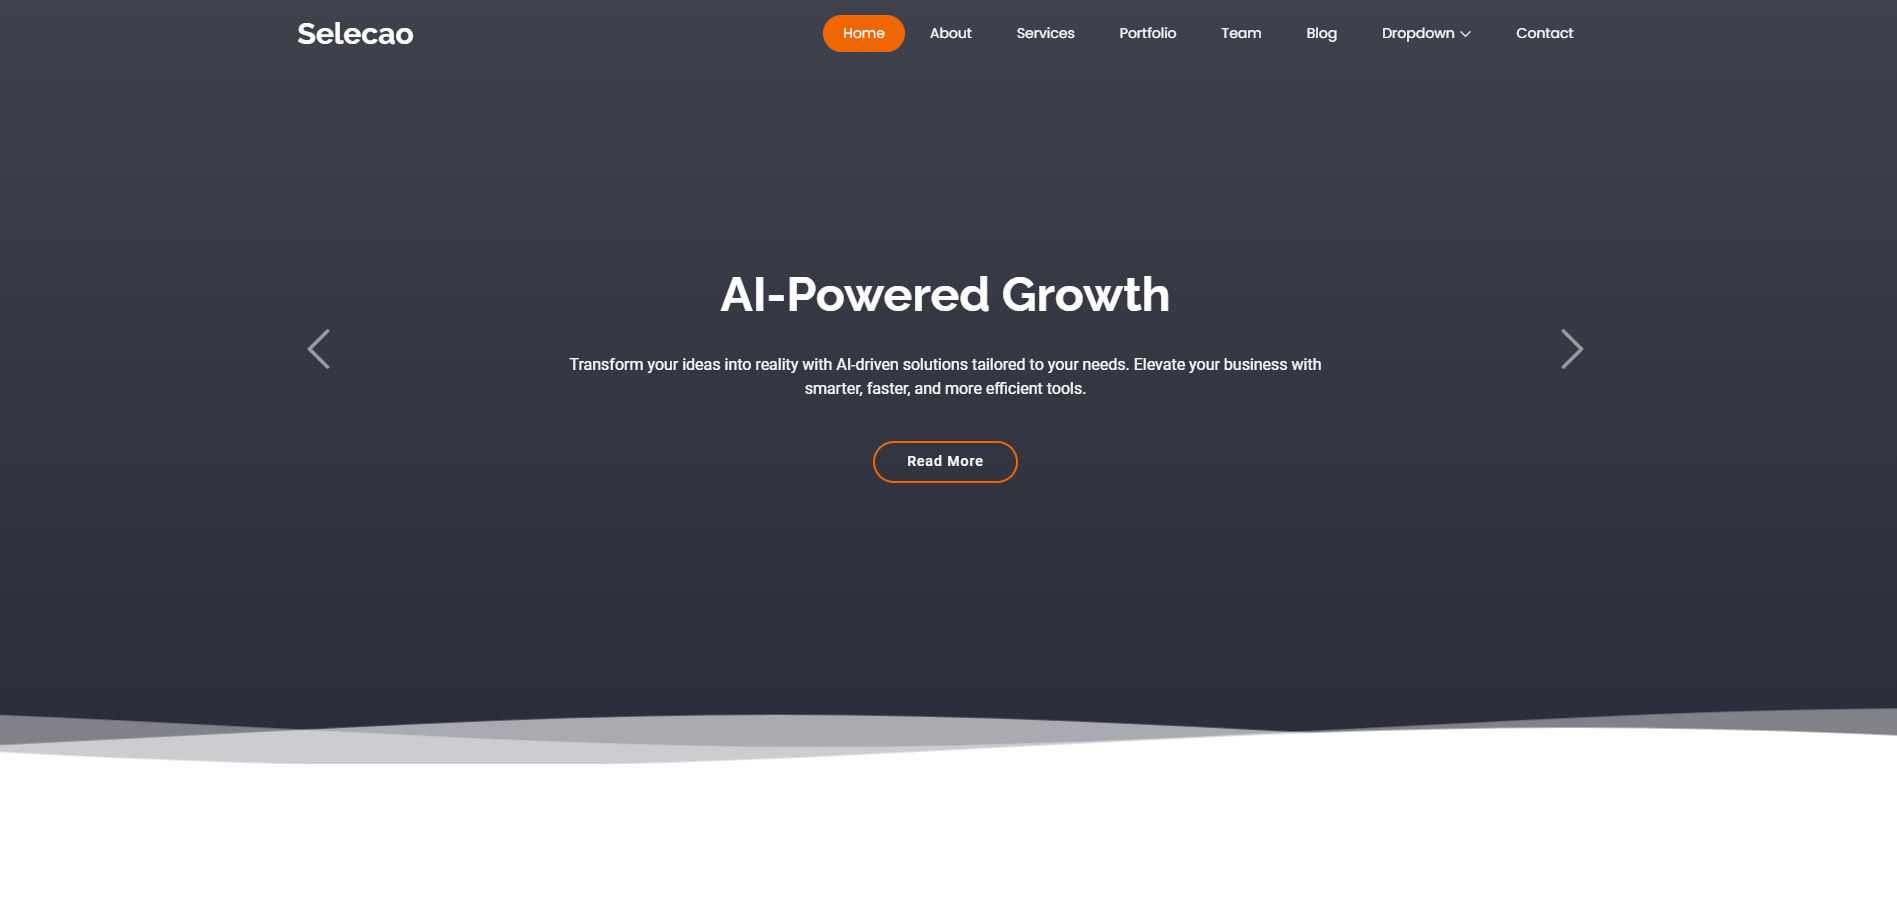 Selecao
Home
About
Services
Portfolio
Team
Blog
Dropdown
Contact
AI-Powered Growth
Transform your ideas into reality with AI-driven solutions tailored to your needs. Elevate your business with
smarter, faster, and more efficient tools.
Read More